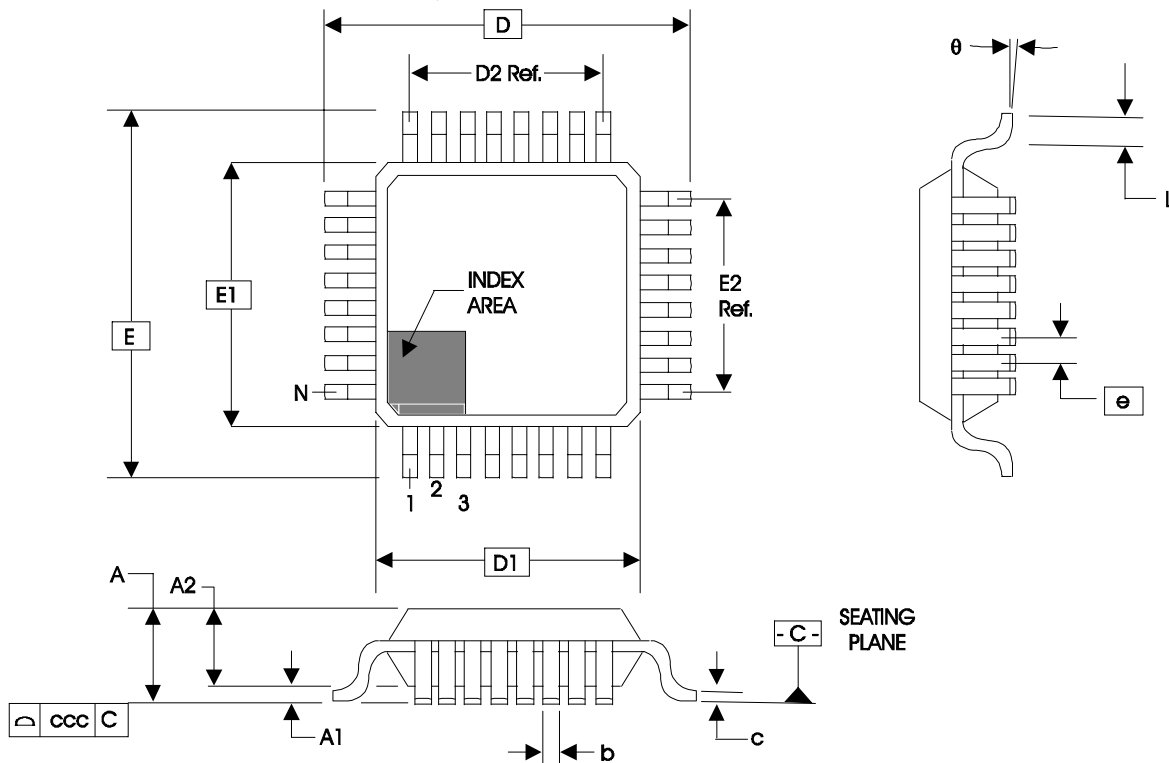 D
D2 Ref.
θ
L
E1
E
INDEX
AREA
E2
Ref.
N
e
1
2
3
D1
A
A2
SEATING
PLANE
- C -
ccc C
A1
b
c